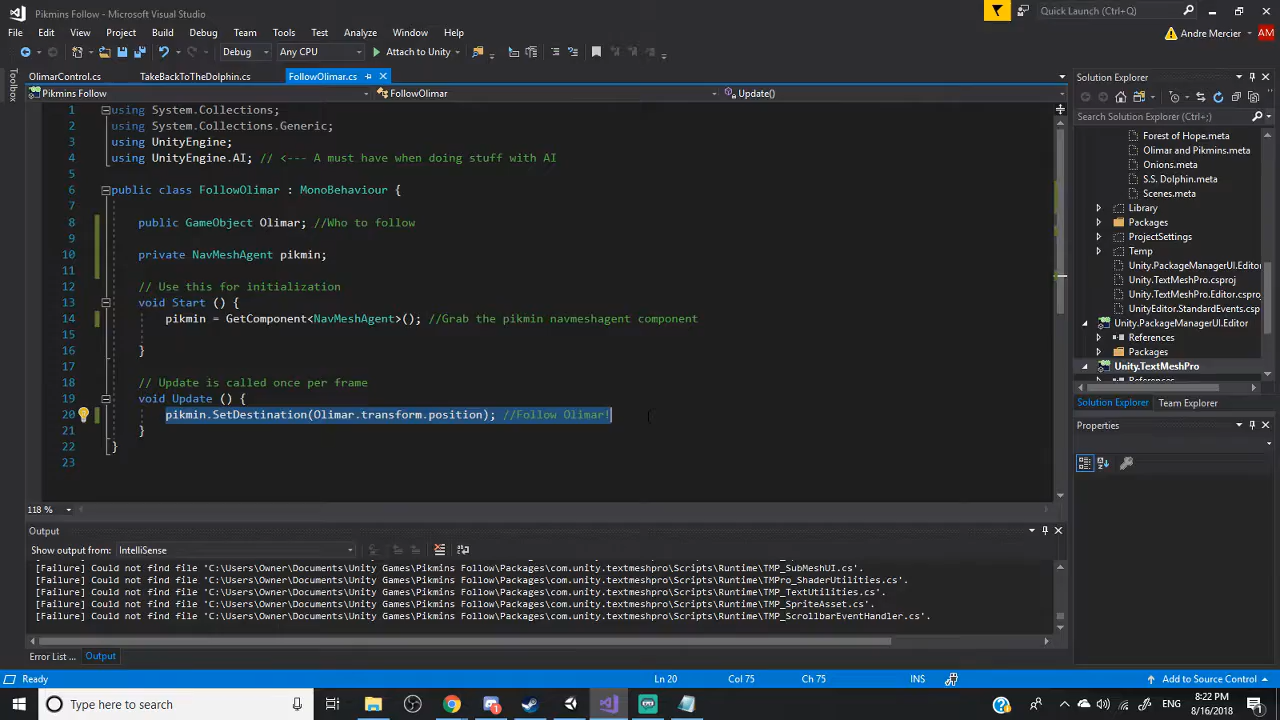 Pikmins Follow - Microsoft Visual Studio
Quick Launch (Ctrl+Q)
File Edit View Project Build Debug Team Tools Test Analyze Window Help
Andre Mercier AM
Debug Any CPU Attach to Unity
OlimarControl.cs TakeBackToTheDolphin.cs FollowOlimar.cs
Pikmins Follow FollowOlimar Update()
Toolbox
1 using System.Collections;
2 using System.Collections.Generic;
3 using UnityEngine;
4 using UnityEngine.AI; // <--- A must have when doing stuff with AI
5
6 public class FollowOlimar : MonoBehaviour {
7
8 public GameObject Olimar; //Who to follow
9
10 private NavMeshAgent pikmin;
11
12 // Use this for initialization
13 void Start () {
14 pikmin = GetComponent<NavMeshAgent>(); //Grab the pikmin navmeshagent component
15
16 }
17
18 // Update is called once per frame
19 void Update () {
20 pikmin.SetDestination(Olimar.transform.position); //Follow Olimar!
21 }
22 }
23
118 %
Solution Explorer
Search Solution Explorer (Ctrl+;)
Forest of Hope.meta
Olimar and Pikmins.meta
Onions.meta
S.S. Dolphin.meta
Scenes.meta
Library
Packages
ProjectSettings
Temp
Unity.PackageManagerUI.Editor
Unity.TextMeshPro.csproj
Unity.TextMeshPro.Editor.csproj
UnityEditor.StandardEvents.csproj
Unity.PackageManagerUI.Editor
References
Packages
Unity.TextMeshPro
References
Solution Explorer Team Explorer
Properties
Output
Show output from: IntelliSense
[Failure] Could not find file 'C:\Users\Owner\Documents\Unity Games\Pikmins Follow\Packages\com.unity.textmeshpro\Scripts\Runtime\TMP_SubMeshUI.cs'.
[Failure] Could not find file 'C:\Users\Owner\Documents\Unity Games\Pikmins Follow\Packages\com.unity.textmeshpro\Scripts\Runtime\TMPro_ShaderUtilities.cs'.
[Failure] Could not find file 'C:\Users\Owner\Documents\Unity Games\Pikmins Follow\Packages\com.unity.textmeshpro\Scripts\Runtime\TMP_TextUtilities.cs'.
[Failure] Could not find file 'C:\Users\Owner\Documents\Unity Games\Pikmins Follow\Packages\com.unity.textmeshpro\Scripts\Runtime\TMP_SpriteAsset.cs'.
[Failure] Could not find file 'C:\Users\Owner\Documents\Unity Games\Pikmins Follow\Packages\com.unity.textmeshpro\Scripts\Runtime\TMP_ScrollbarEventHandler.cs'.
Error List ... Output
Ready Ln 20 Col 75 Ch 75 INS Add to Source Control
Type here to search
ENG
8:22 PM
8/16/2018